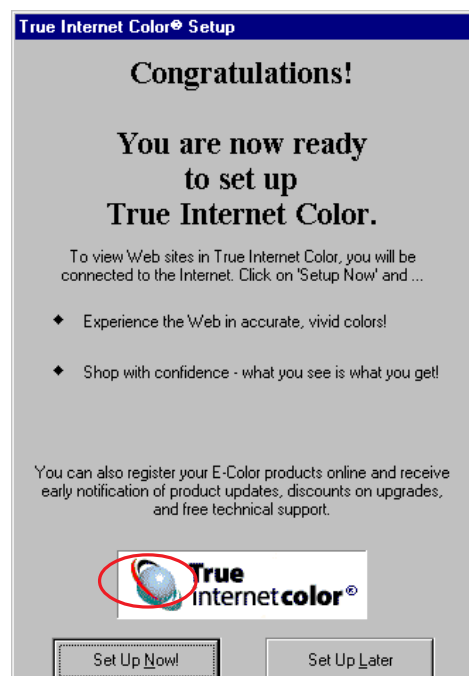 True Internet Color® Setup
Congratulations!
You are now ready
to set up
True Internet Color.
To view Web sites in True Internet Color, you will be
connected to the Internet. Click on 'Setup Now' and ...
Experience the Web in accurate, vivid colors!
Shop with confidence - what you see is what you get!
You can also register your E-Color products online and receive
early notification of product updates, discounts on upgrades,
and free technical support.
True
internetcolor®
Set Up Now!
Set Up Later